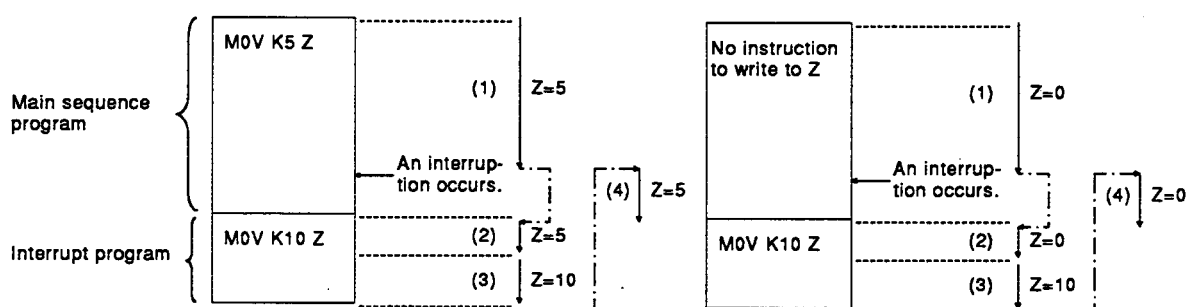 MOV K5 Z
Main sequence
program
(1)
Z=5
An interrup-
tion occurs.
(4)
Z=5
Interrupt program
MOV K10 Z
(2)
Z=5
(3)
Z=10
No instruction
to write to Z
(1)
Z=0
An interrup-
tion occurs.
(4)
Z=0
MOV K10 Z
(2)
Z=0
(3)
Z=10